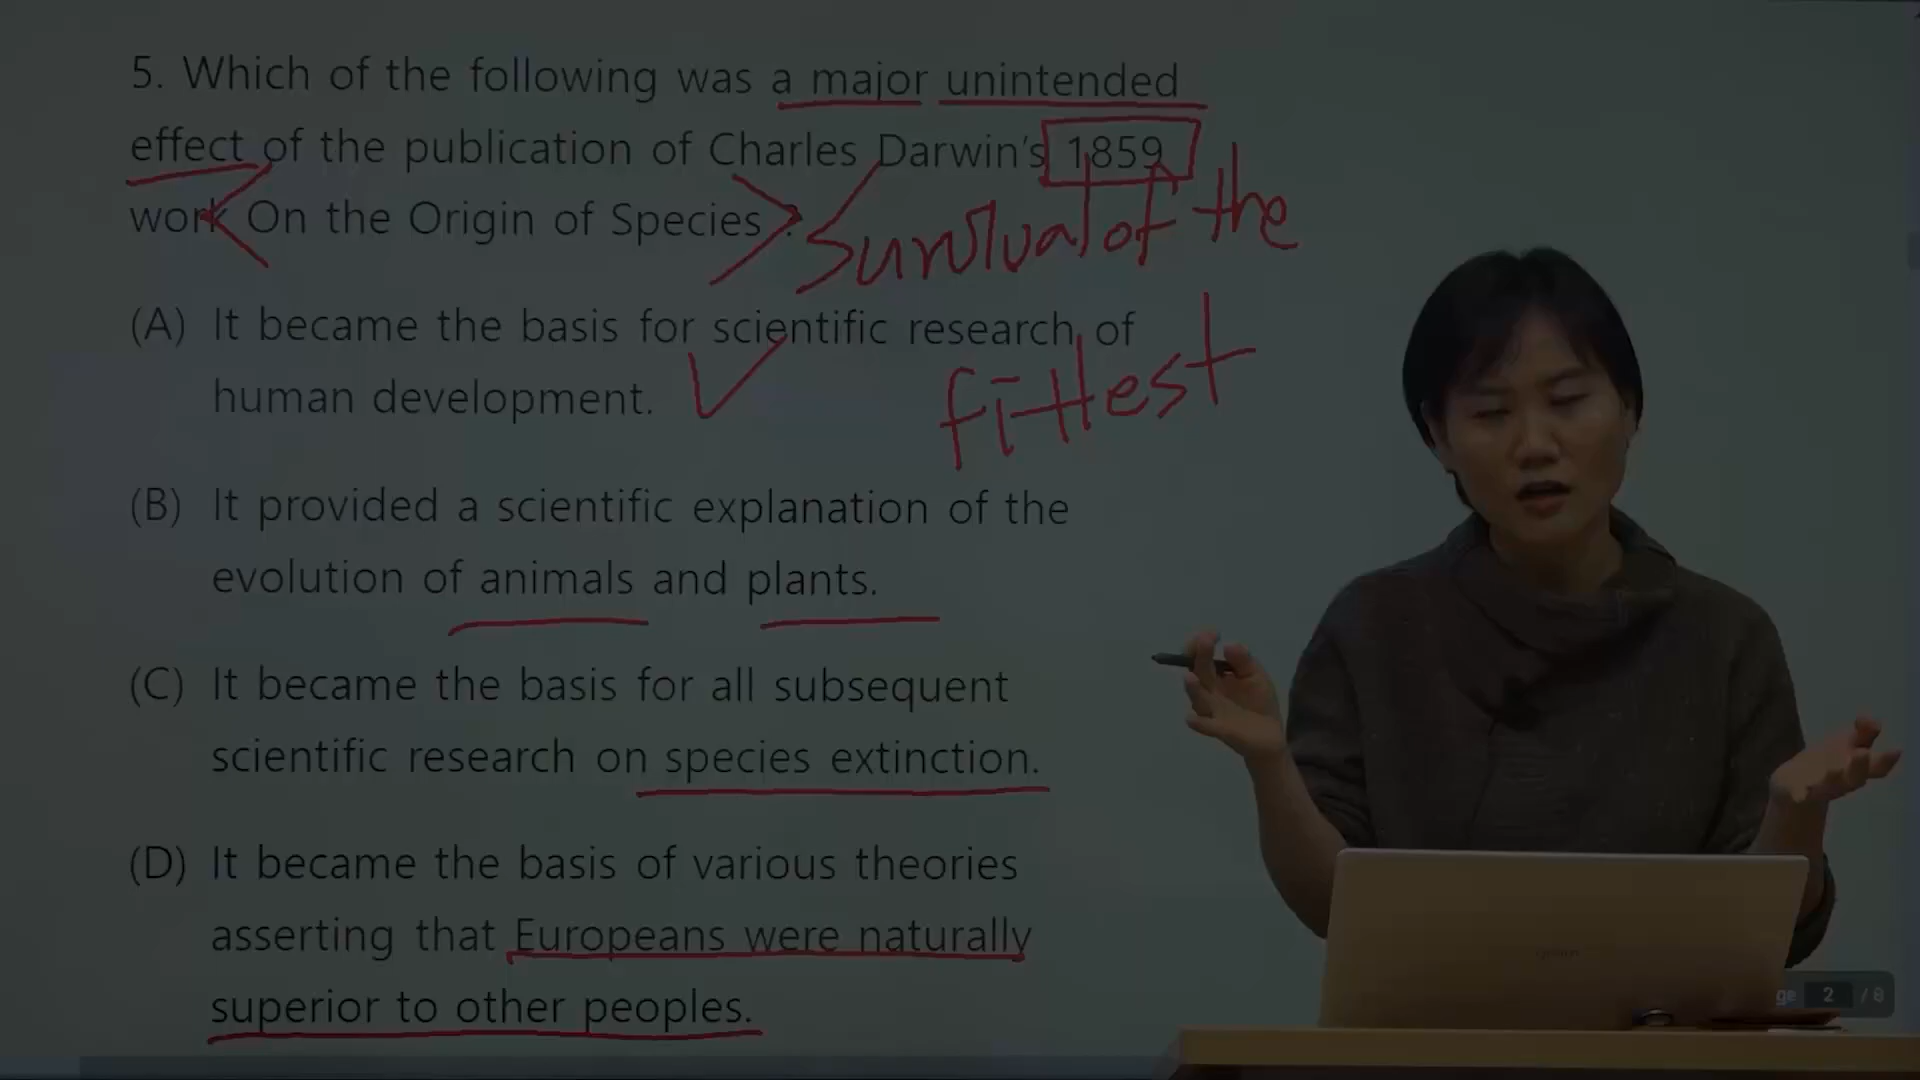 5. Which of the following was a major unintended
effect of the publication of Charles Darwin's 1859
work On the Origin of Species ?
Survival of the
fittest
(A) It became the basis for scientific research of
human development.
(B) It provided a scientific explanation of the
evolution of animals and plants.
(C) It became the basis for all subsequent
scientific research on species extinction.
(D) It became the basis of various theories
asserting that Europeans were naturally
superior to other peoples.
ge 2 / 8